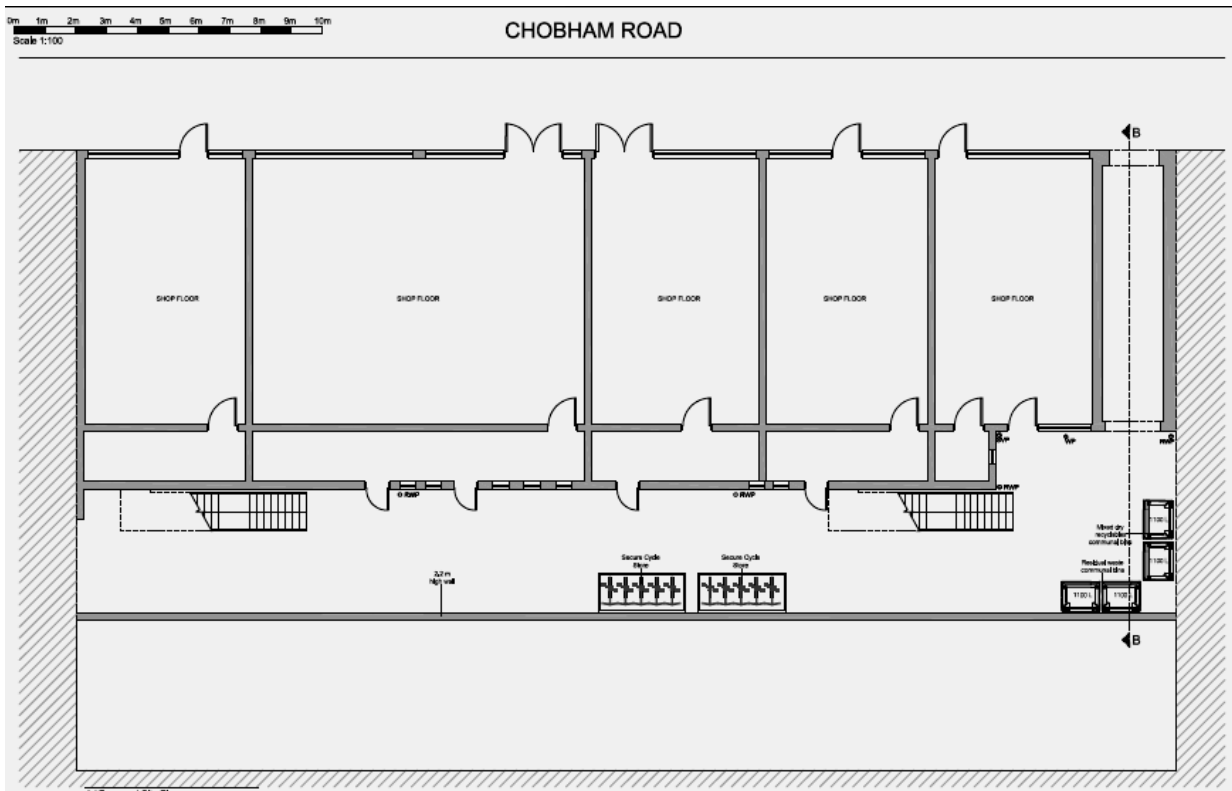 0m 1m 2m 3m 4m 5m 6m 7m 8m 9m 10m
Scale 1:100
CHOBHAM ROAD
B
SHOP FLOOR
SHOP FLOOR
SHOP FLOOR
SHOP FLOOR
SHOP FLOOR
RWP
WP
RWP
RWP
RWP
RWP
1100 L
Mixed dry
recyclables
communal bins
1100 L
Secure Cycle
Store
Secure Cycle
Store
Residual waste
communal bins
2.2 m
high wall
1100 L
1100 L
B